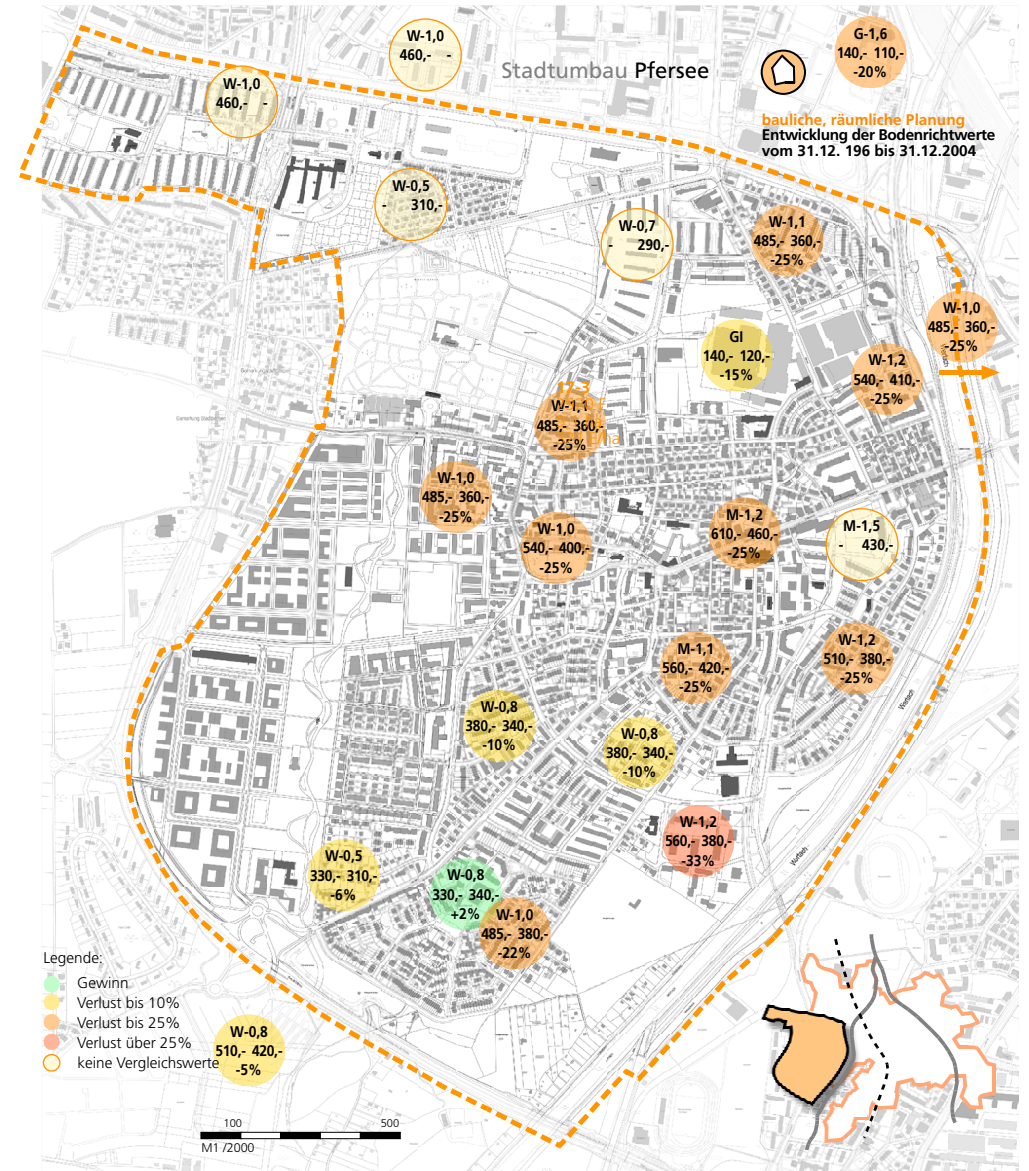 W-1,0
460,- -
G-1,6
140,- 110,-
-20%
Stadtumbau Pfersee
W-1,0
460,- -
bauliche, räumliche Planung
Entwicklung der Bodenrichtwerte
vom 31.12. 196 bis 31.12.2004
W-0,5
- 310,-
W-0,7
- 290,-
W-1,1
485,- 360,-
-25%
W-1,0
485,- 360,-
-25%
GI
140,- 120,-
-15%
W-1,2
540,- 410,-
-25%
17-3
W-1,1
485,- 360,-
-25%
/ha
W-1,0
485,- 360,-
-25%
W-1,0
540,- 400,-
-25%
M-1,2
610,- 460,-
-25%
M-1,5
- 430,-
M-1,1
560,- 420,-
-25%
W-1,2
510,- 380,-
-25%
Wertach
W-0,8
380,- 340,-
-10%
W-0,8
380,- 340,-
-10%
W-1,2
560,- 380,-
-33%
Wertach
W-0,5
330,- 310,-
-6%
W-0,8
330,- 340,-
+2%
W-1,0
485,- 380,-
-22%
Legende:
Gewinn
Verlust bis 10%
Verlust bis 25%
Verlust über 25%
keine Vergleichswerte
W-0,8
510,- 420,-
-5%
100 500
M1 /2000